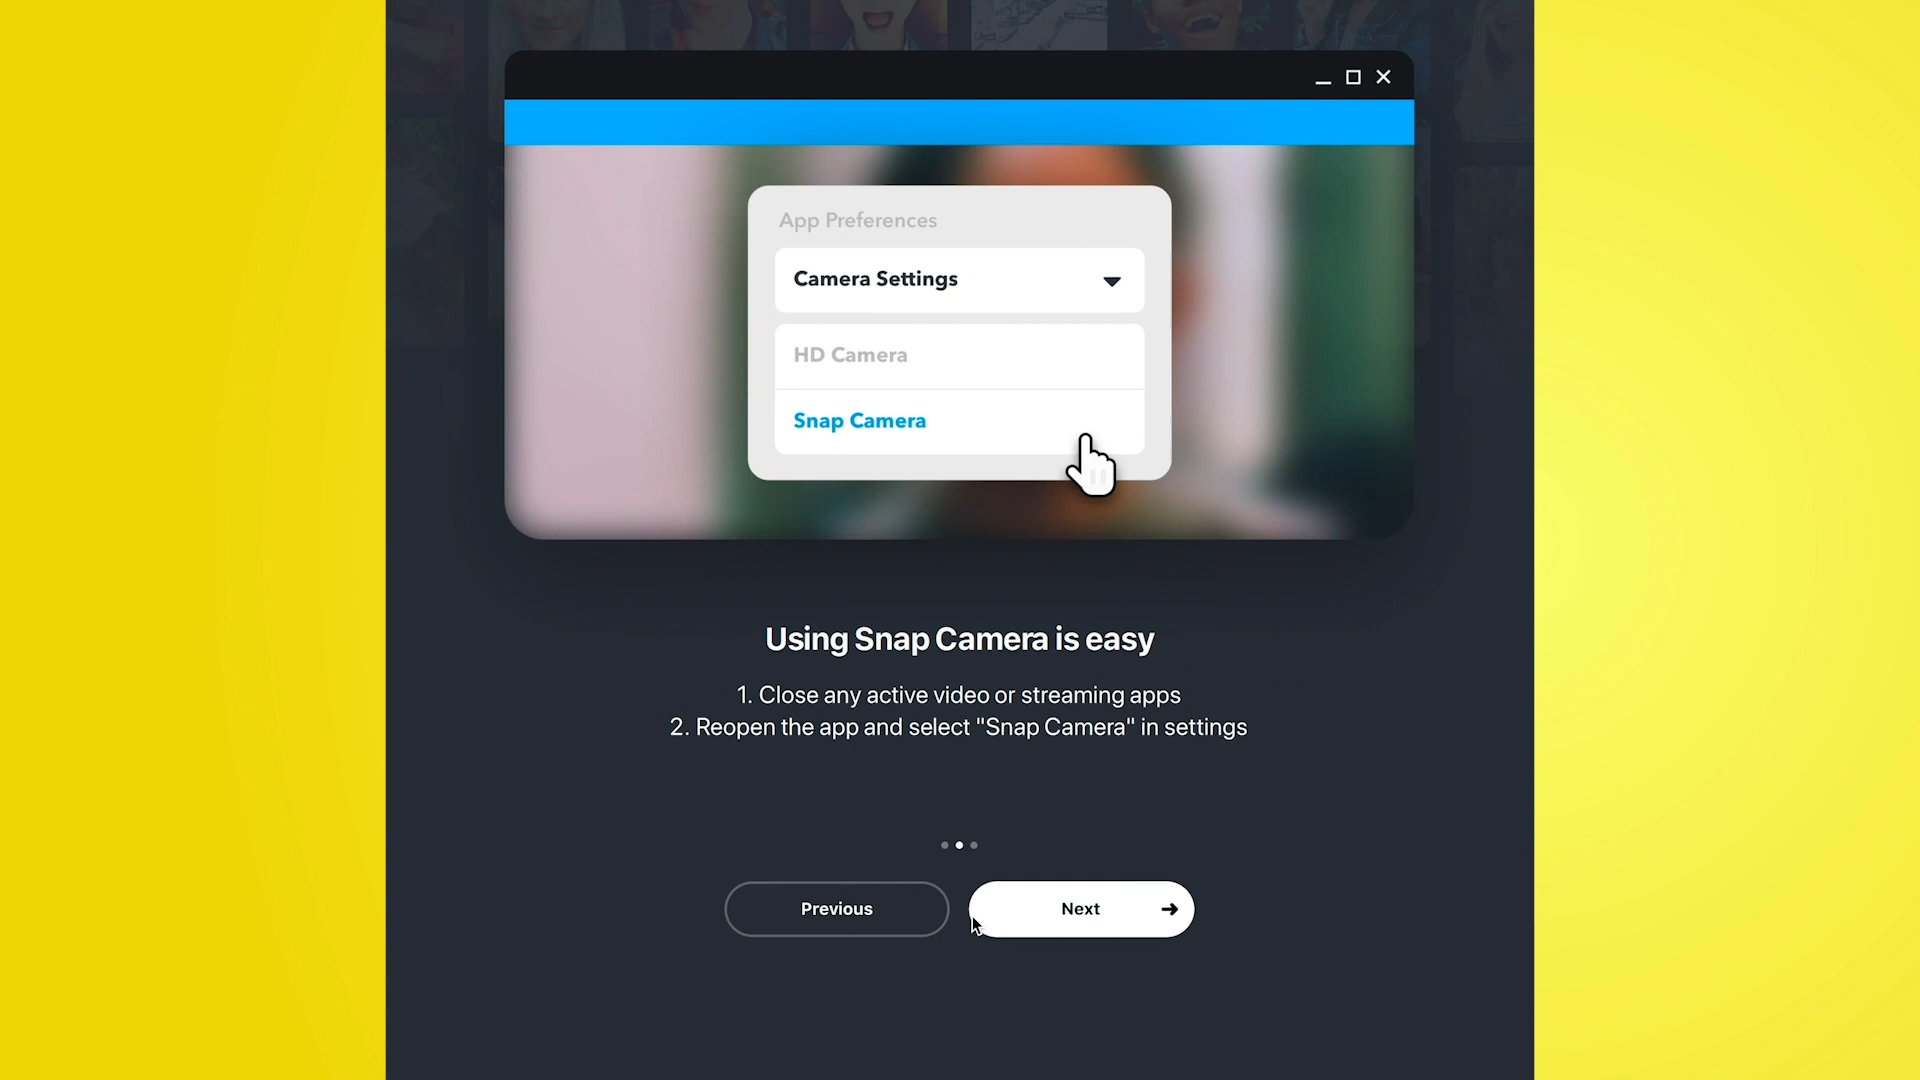 App Preferences
Camera Settings
HD Camera
Snap Camera
Using Snap Camera is easy
1. Close any active video or streaming apps
2. Reopen the app and select "Snap Camera" in settings
Previous
Next